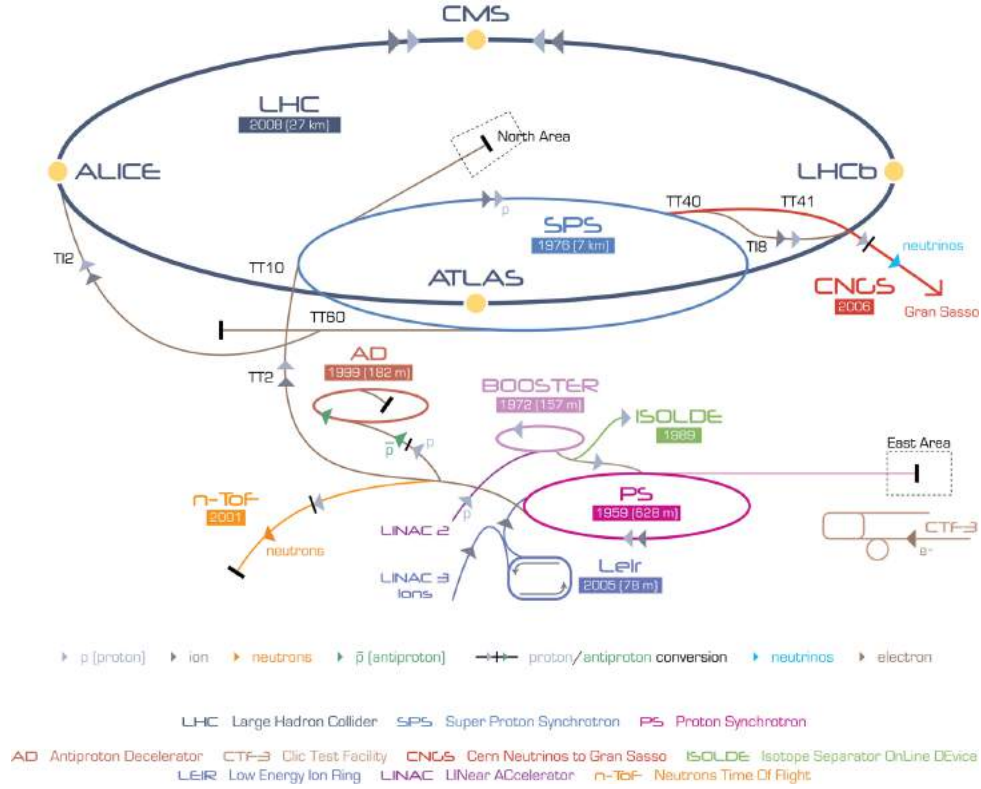 CMS
LHC
2008 (27 km)
North Area
ALICE
LHCb
TT40
TT41
SPS
1976 (7 km)
p
TI8
neutrinos
TI2
TT10
ATLAS
CNGS
2006
Gran Sasso
TT60
AD
1999 (182 m)
TT2
BOOSTER
1972 (157 m)
ISOLDE
1989
p
p̄
East Area
n-ToF
2001
LINAC 2
p
PS
1959 (628 m)
CTF-3
e-
neutrons
LINAC 3
Ions
Leir
2005 (78 m)
p (proton) ion neutrons p̄ (antiproton) proton/antiproton conversion neutrinos electron
LHC Large Hadron Collider SPS Super Proton Synchrotron PS Proton Synchrotron
AD Antiproton Decelerator CTF-3 Clic Test Facility CNGS Cern Neutrinos to Gran Sasso ISOLDE Isotope Separator OnLine DEvice
LEIR Low Energy Ion Ring LINAC LINear ACcelerator n-ToF Neutrons Time Of Flight